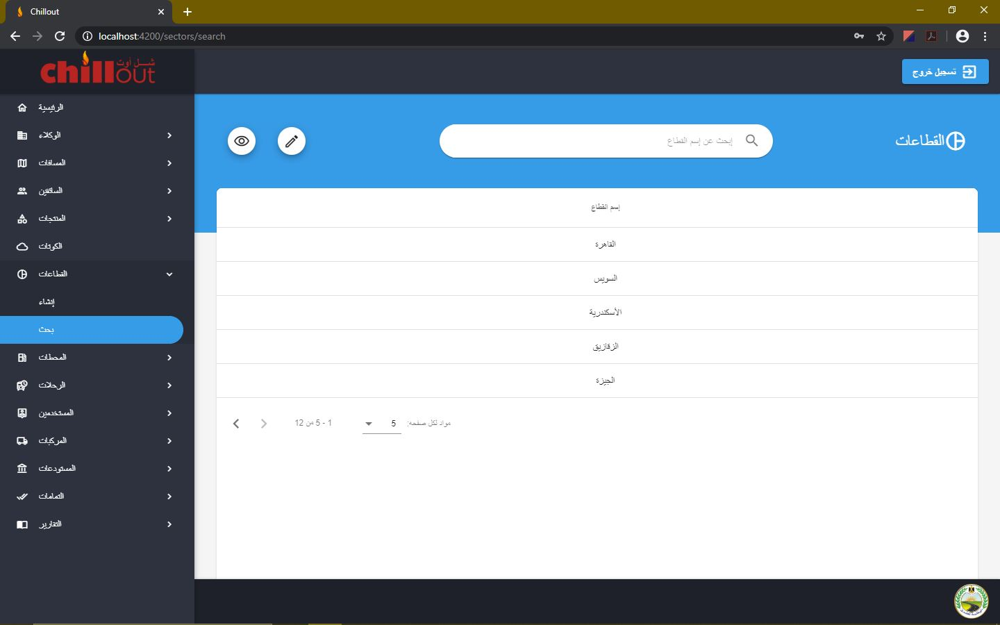 Chillout
localhost:4200/sectors/search
شيل أوت
chillout
تسجيل خروج
الرئيسية
الوكلاء
المسافات
السائقين
المنتجات
الكوتات
القطاعات
إنشاء
بحث
المحطات
الرحلات
المستخدمين
المركبات
المستودعات
التمامات
التقارير
القطاعات
إبحث عن إسم القطاع
إسم القطاع
القاهرة
السويس
الأسكندرية
الزقازيق
الجيزة
مواد لكل صفحه: 5
1 - 5 من 12